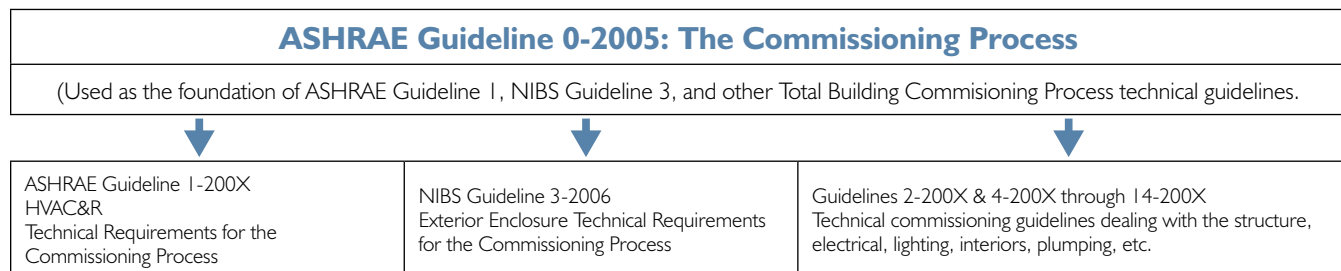 ASHRAE Guideline 0-2005: The Commissioning Process
(Used as the foundation of ASHRAE Guideline 1, NIBS Guideline 3, and other Total Building Commisioning Process technical guidelines.
ASHRAE Guideline 1-200X
HVAC&R
Technical Requirements for the
Commissioning Process
NIBS Guideline 3-2006
Exterior Enclosure Technical Requirements
for the Commissioning Process
Guidelines 2-200X & 4-200X through 14-200X
Technical commissioning guidelines dealing with the structure,
electrical, lighting, interiors, plumping, etc.